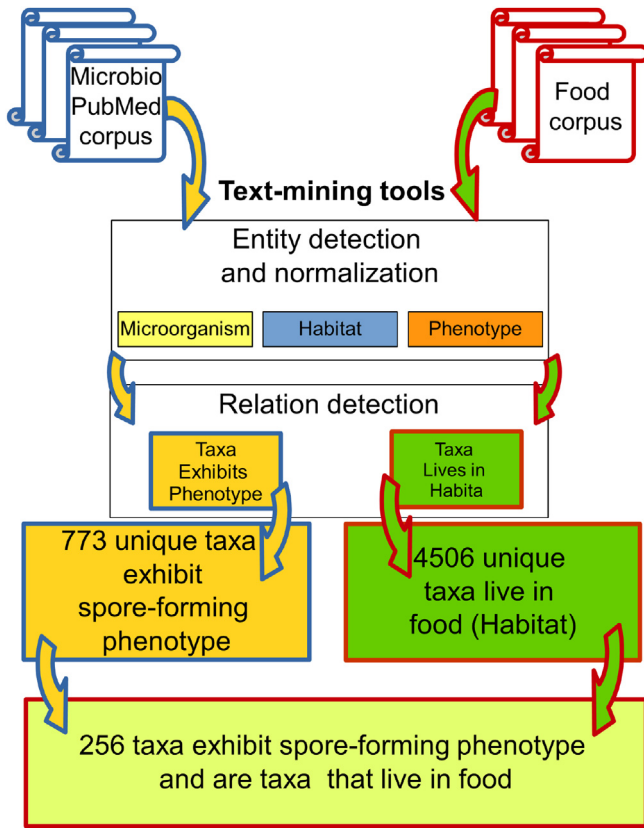 Microbio
PubMed
corpus
Food
corpus
Text-mining tools
Entity detection
and normalization
Microorganism
Habitat
Phenotype
Relation detection
Taxa
Exhibits
Phenotype
Taxa
Lives in
Habita
773 unique taxa
exhibit
spore-forming
phenotype
4506 unique
taxa live in
food (Habitat)
256 taxa exhibit spore-forming phenotype
and are taxa that live in food